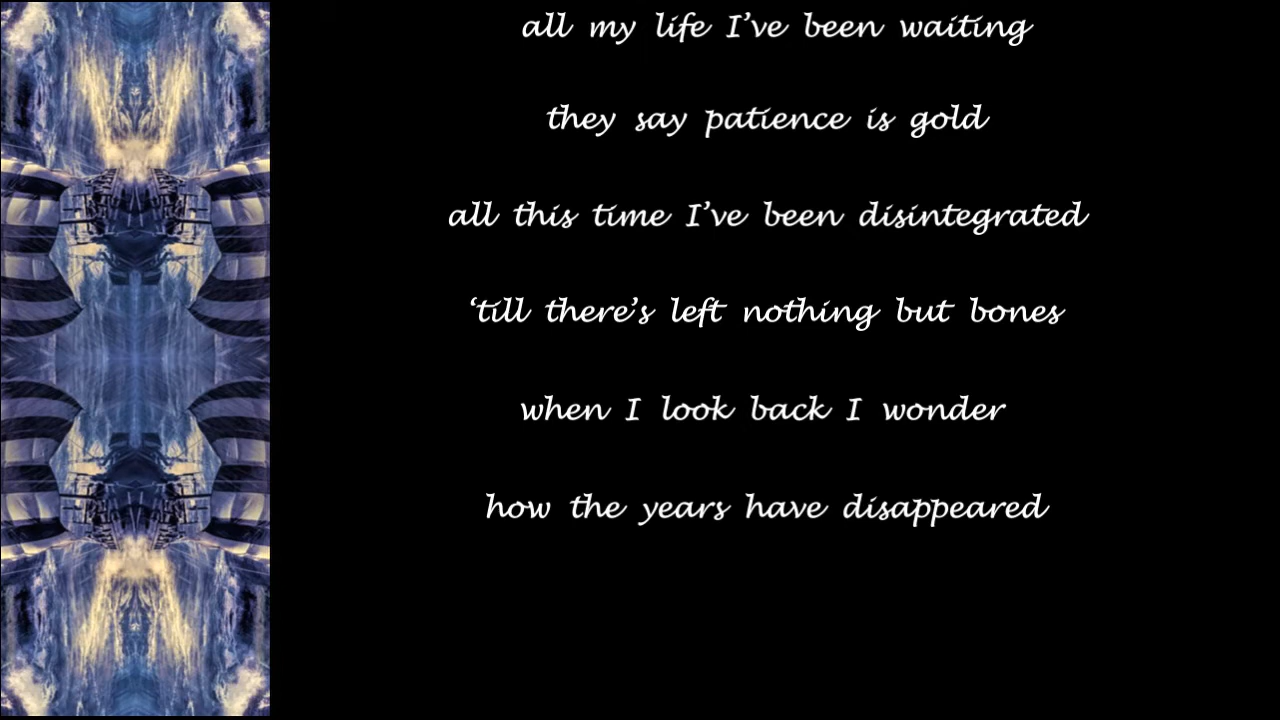 all my life I’ve been waiting
they say patience is gold
all this time I’ve been disintegrated
‘till there’s left nothing but bones
when I look back I wonder
how the years have disappeared